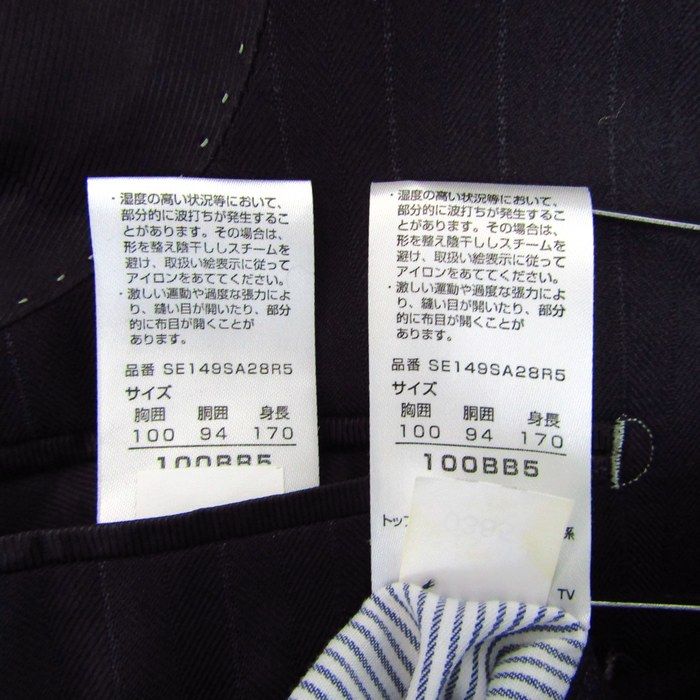 ・湿度の高い状況等において、
部分的に波打ちが発生するこ
とがあります。その場合は、
形を整え陰干ししスチームを
避け、取扱い絵表示に従って
アイロンをあててください。
・激しい運動や過度な張力によ
り、縫い目が開いたり、部分
的に布目が開くことが
あります。
品番 SE149SA28R5
サイズ
胸囲 胴囲 身長
100 94 170
100BB5
・湿度の高い状況等において、
部分的に波打ちが発生するこ
とがあります。その場合は、
形を整え陰干ししスチームを
避け、取扱い絵表示に従って
アイロンをあててください。
・激しい運動や過度な張力によ
り、縫い目が開いたり、部分
的に布目が開くことが
あります。
品番 SE149SA28R5
サイズ
胸囲 胴囲 身長
100 94 170
100BB5
トップ
系
TV